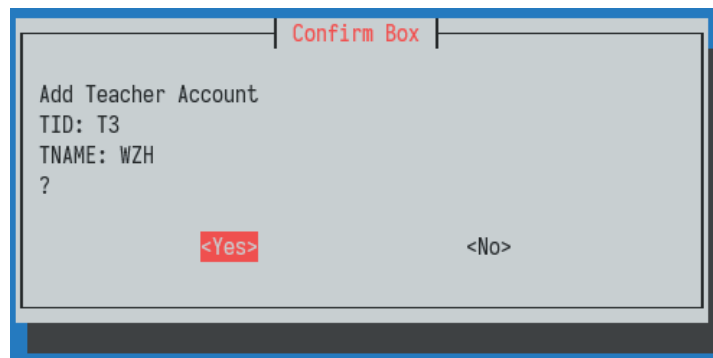 Confirm Box
Add Teacher Account
TID: T3
TNAME: WZH
?
<Yes> <No>